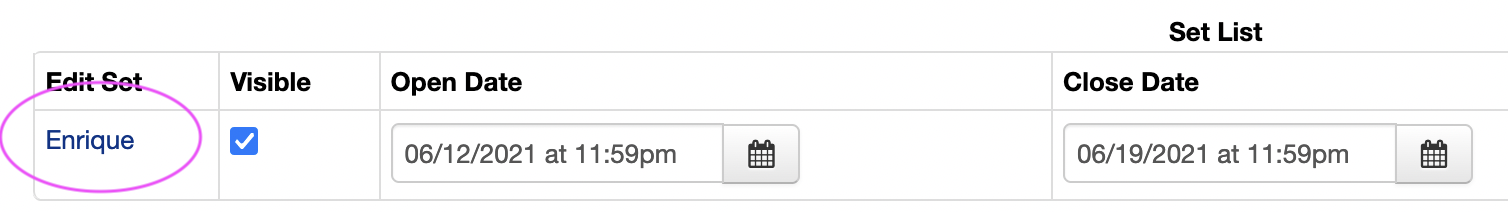 Set List
Edit Set Visible Open Date Close Date
Enrique 06/12/2021 at 11:59pm 06/19/2021 at 11:59pm